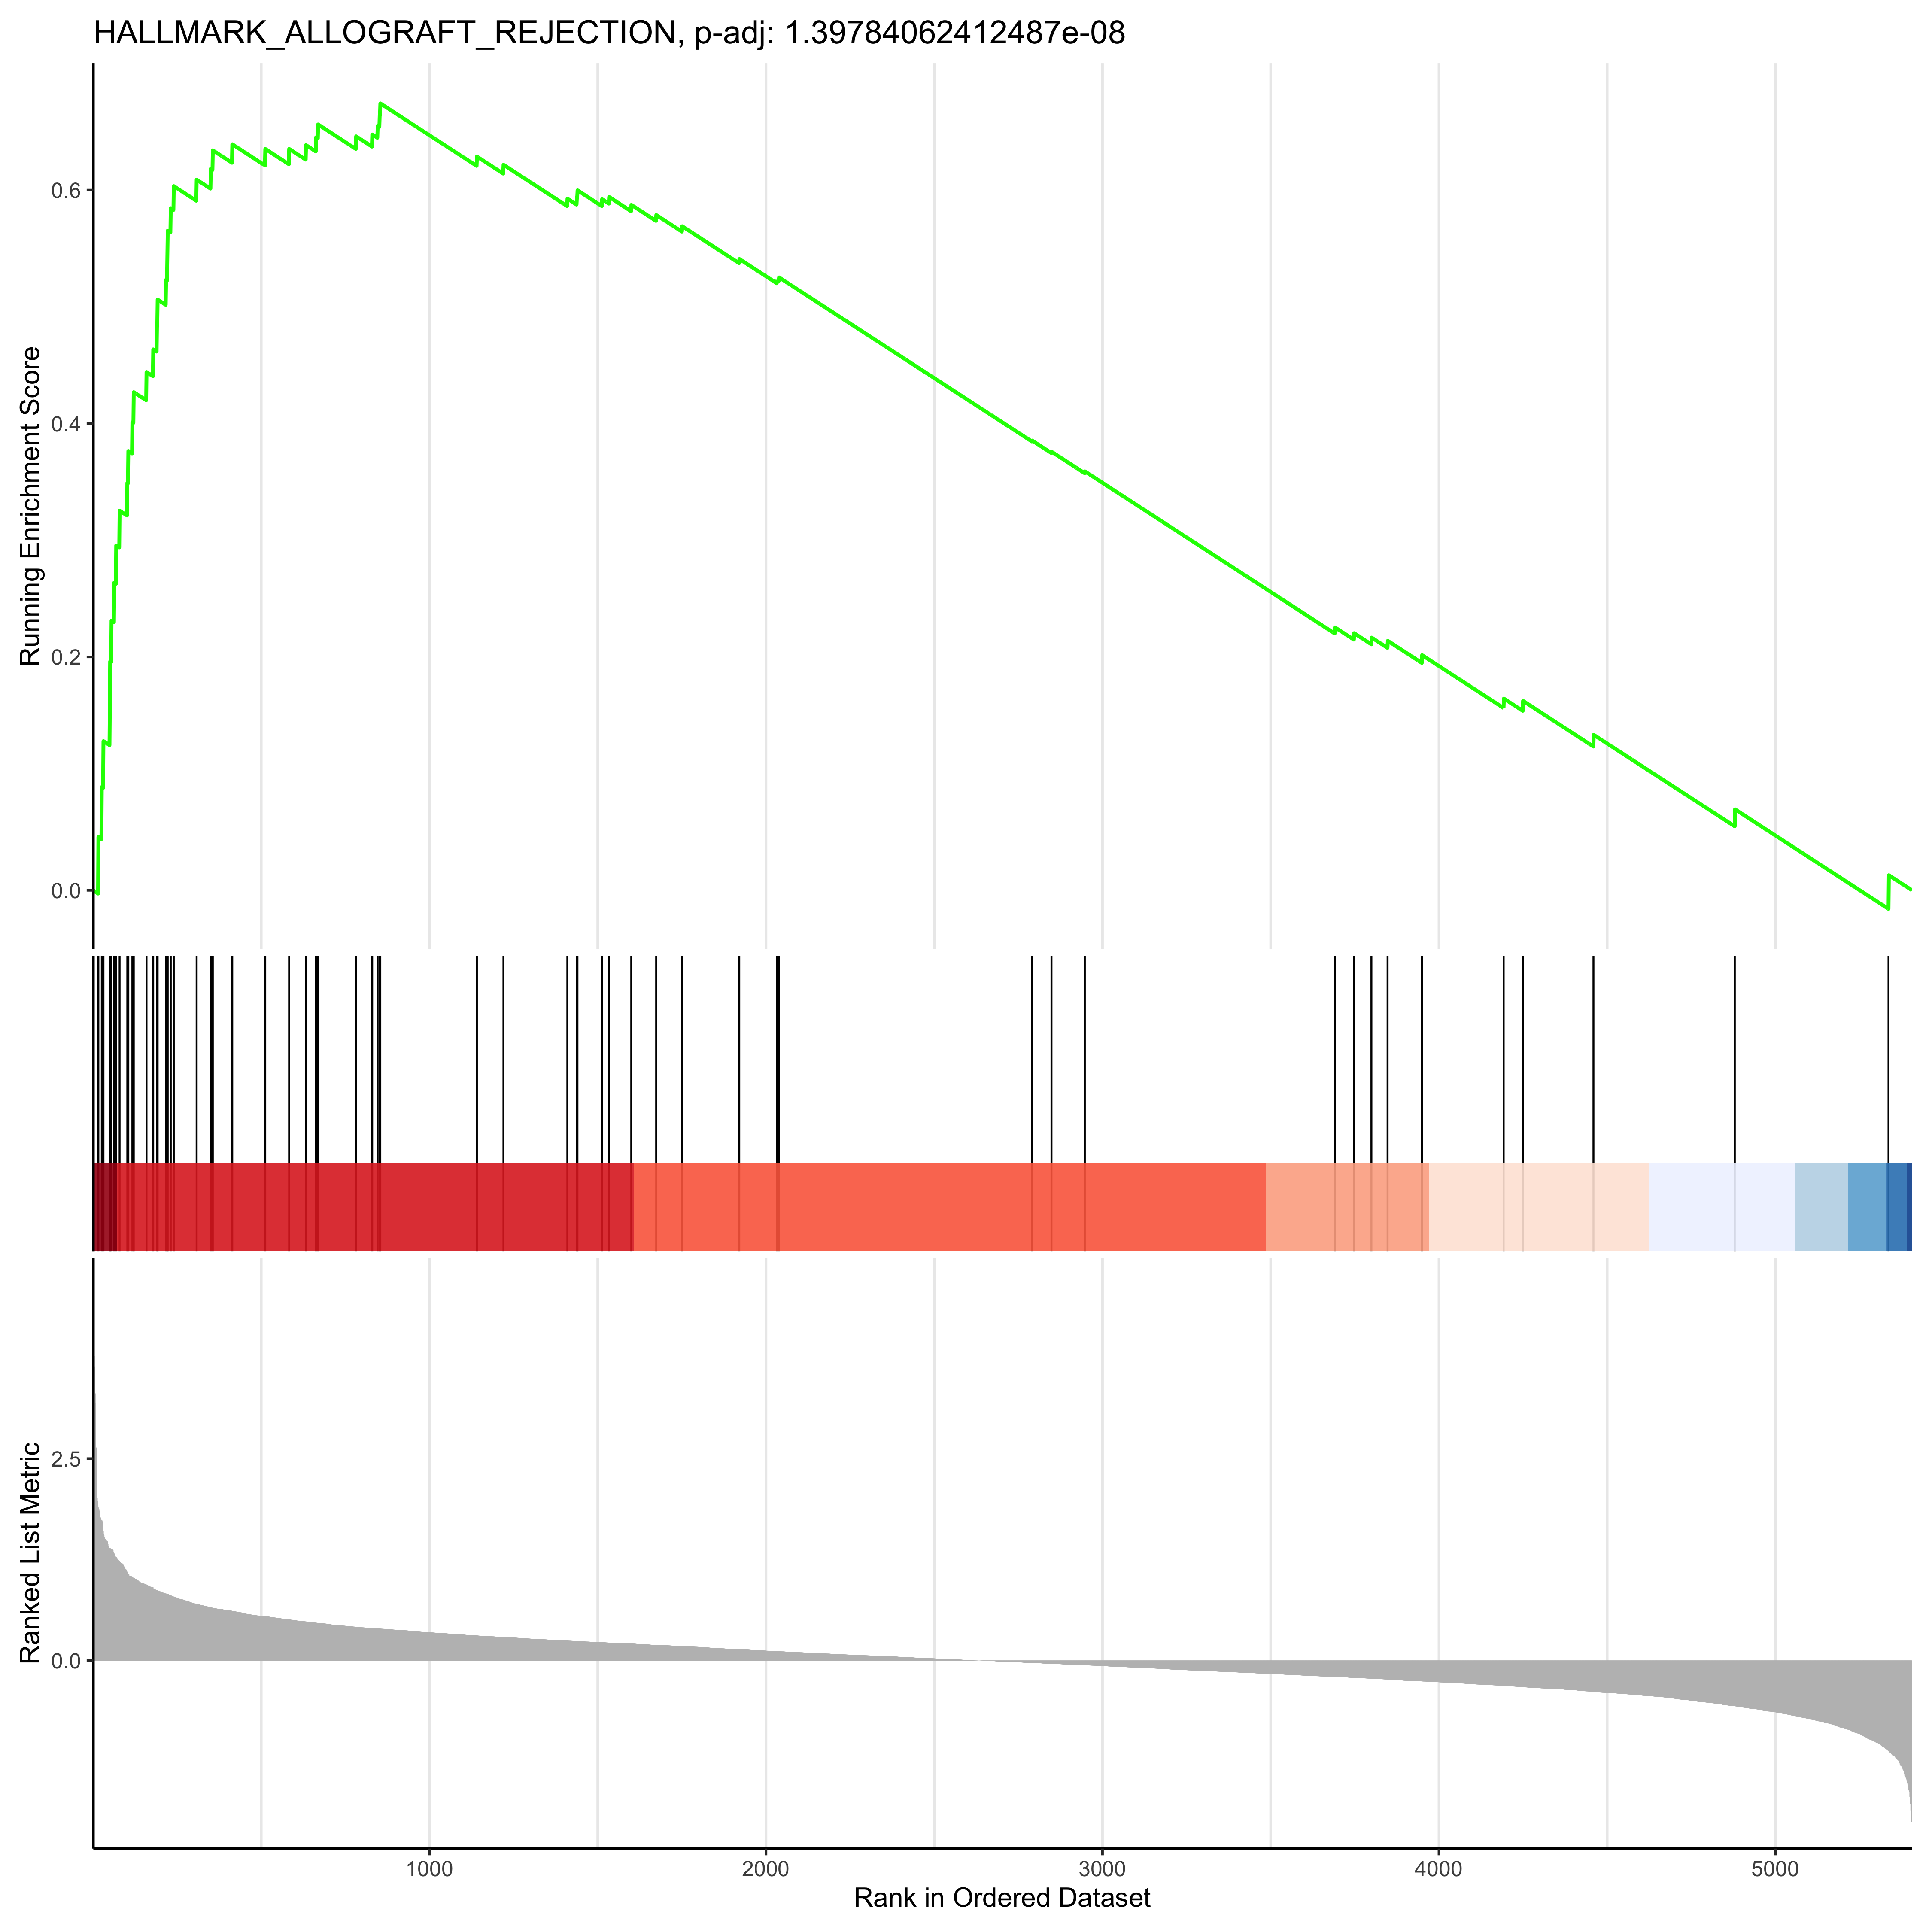 HALLMARK_ALLOGRAFT_REJECTION, p-adj: 1.39784062412487e-08
Running Enrichment Score
0.6
0.4
0.2
0.0
Ranked List Metric
2.5
0.0
1000 2000 3000 4000 5000
Rank in Ordered Dataset